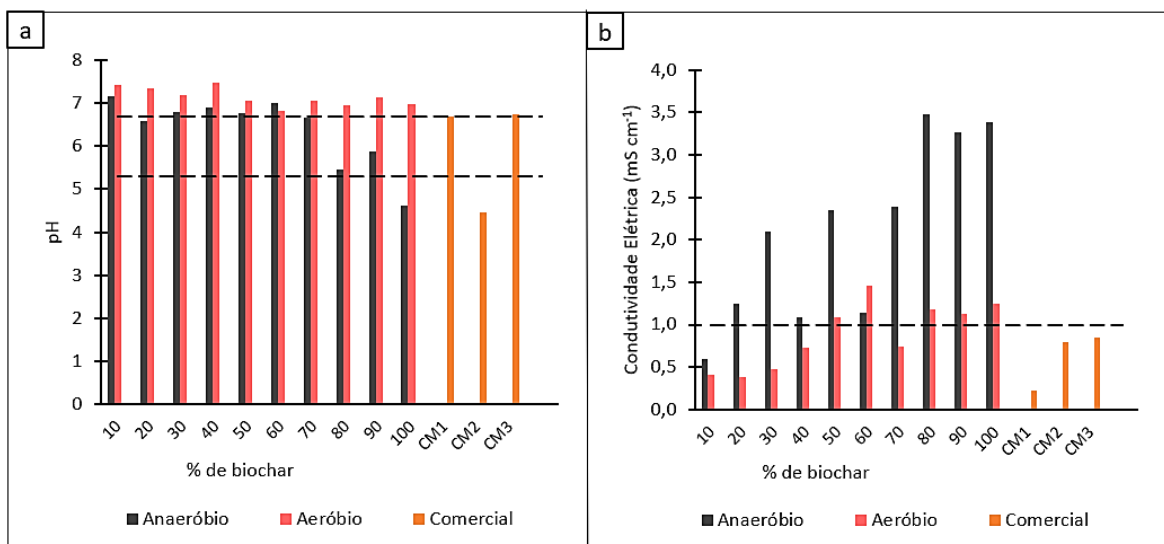 a
8
7
6
5
4
3
2
1
0
pH
10 20 30 40 50 60 70 80 90 100 CM1 CM2 CM3
% de biochar
Anaeróbio Aeróbio Comercial
b
4,0
3,5
3,0
2,5
2,0
1,5
1,0
0,5
0,0
Condutividade Elétrica (mS cm⁻¹)
10 20 30 40 50 60 70 80 90 100 CM1 CM2 CM3
% de biochar
Anaeróbio Aeróbio Comercial